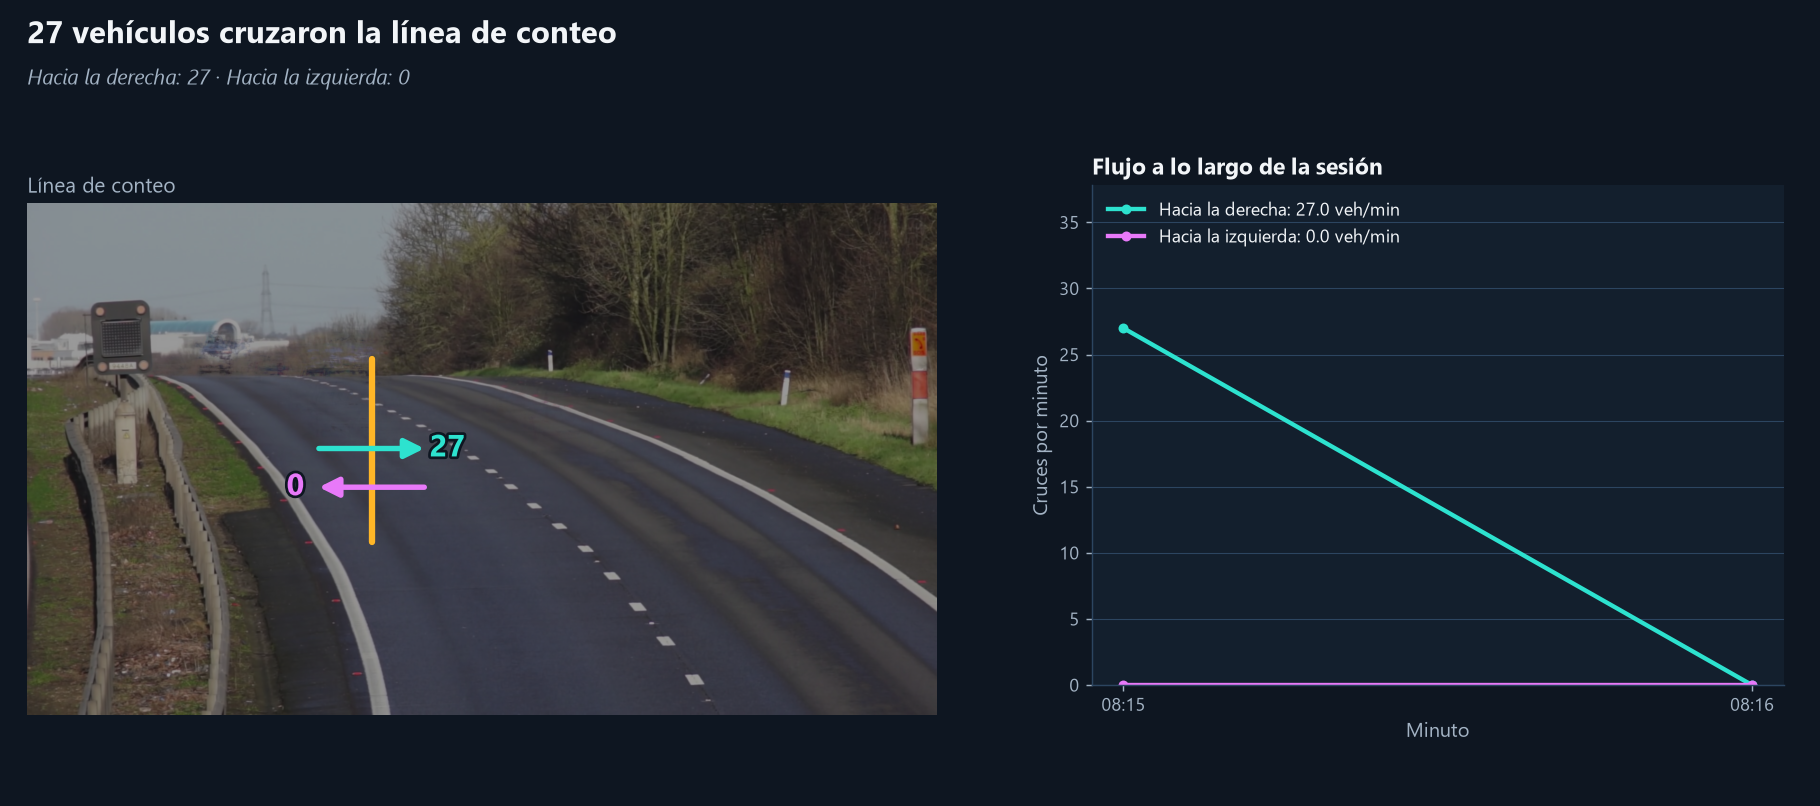 27 vehículos cruzaron la línea de conteo
Hacia la derecha: 27 · Hacia la izquierda: 0
Línea de conteo
27
0
Flujo a lo largo de la sesión
Hacia la derecha: 27.0 veh/min
Hacia la izquierda: 0.0 veh/min
Cruces por minuto
35
30
25
20
15
10
5
0
08:15
08:16
Minuto